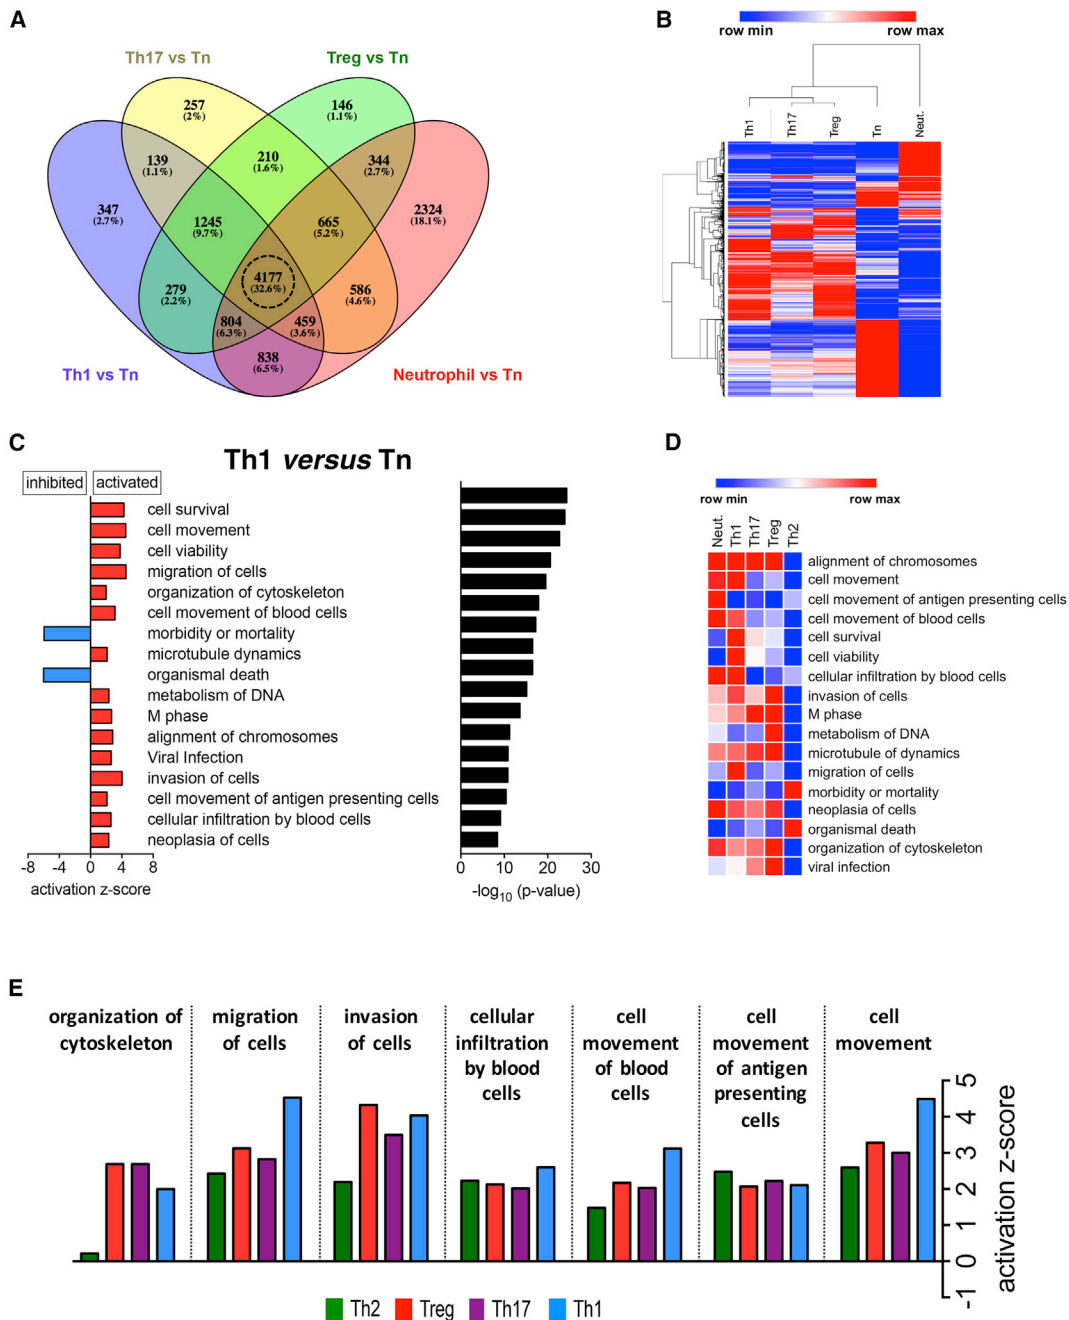 A
Th17 vs Tn
Treg vs Tn
257
(2%)
146
(1.1%)
139
(1.1%)
210
(1.6%)
344
(2.7%)
347
(2.7%)
1245
(9.7%)
665
(5.2%)
2324
(18.1%)
4177
(32.6%)
279
(2.2%)
586
(4.6%)
804
(6.3%)
459
(3.6%)
838
(6.5%)
Th1 vs Tn
Neutrophil vs Tn
B
row min
row max
Th1
Th17
Treg
Tn
Neut.
C
Th1 versus Tn
inhibited
activated
cell survival
cell movement
cell viability
migration of cells
organization of cytoskeleton
cell movement of blood cells
morbidity or mortality
microtubule dynamics
organismal death
metabolism of DNA
M phase
alignment of chromosomes
Viral Infection
invasion of cells
cell movement of antigen presenting cells
cellular infiltration by blood cells
neoplasia of cells
-8 -4 0 4 8
activation z-score
0 10 20 30
-log10 (p-value)
D
row min
row max
Neut.
Th1
Th17
Treg
Th2
alignment of chromosomes
cell movement
cell movement of antigen presenting cells
cell movement of blood cells
cell survival
cell viability
cellular infiltration by blood cells
invasion of cells
M phase
metabolism of DNA
microtubule of dynamics
migration of cells
morbidity or mortality
neoplasia of cells
organismal death
organization of cytoskeleton
viral infection
E
organization of
cytoskeleton
migration
of cells
invasion
of cells
cellular
infiltration
by blood
cells
cell
movement
of blood
cells
cell
movement
of antigen
presenting
cells
cell
movement
5
4
3
2
1
0
-1
activation z-score
Th2
Treg
Th17
Th1